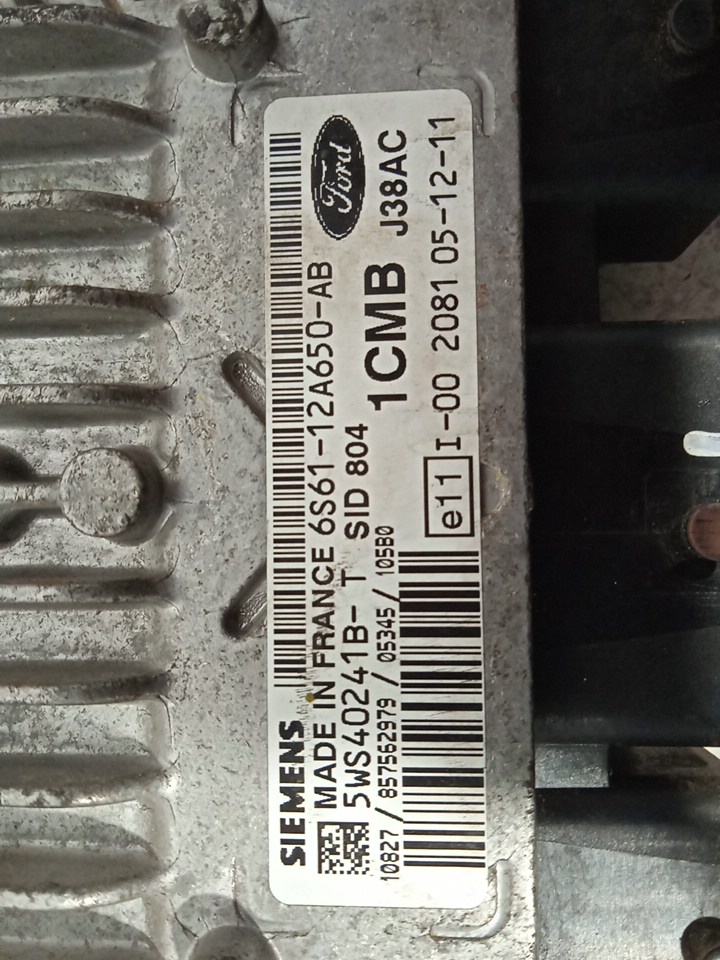 SIEMENS
MADE IN FRANCE 6S61-12A650-AB
Ford
5WS40241B- T SID 804
1CMB J38AC
10827 / 857562979 / 05345 / 105B0
e11 I-00 2081 05-12-11